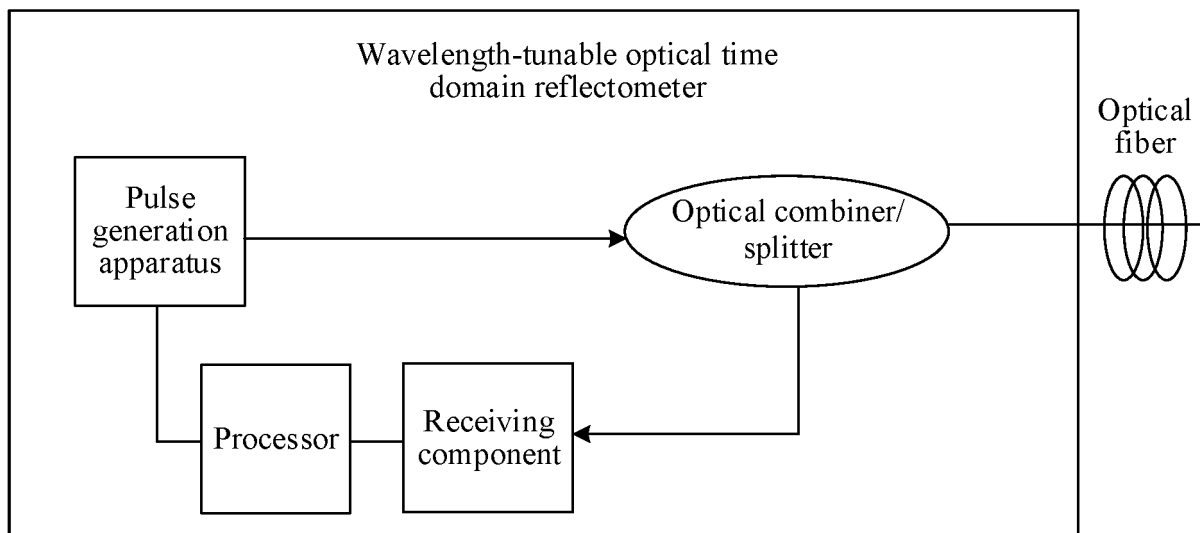 Wavelength-tunable optical time
domain reflectometer
Optical
fiber
Pulse
generation
apparatus
Optical combiner/
splitter
Processor
Receiving
component